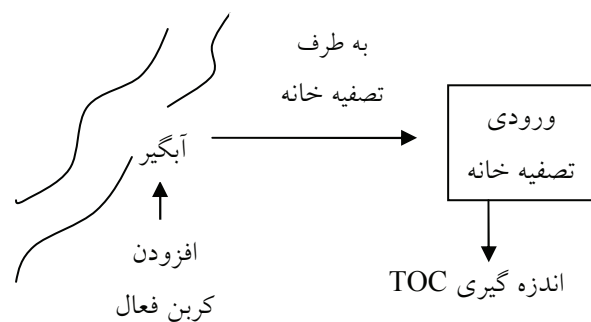 به طرف
تصفیه خانه
ورودی
تصفیه خانه
آبگیر
افزودن
کربن فعال
اندزه گیری TOC